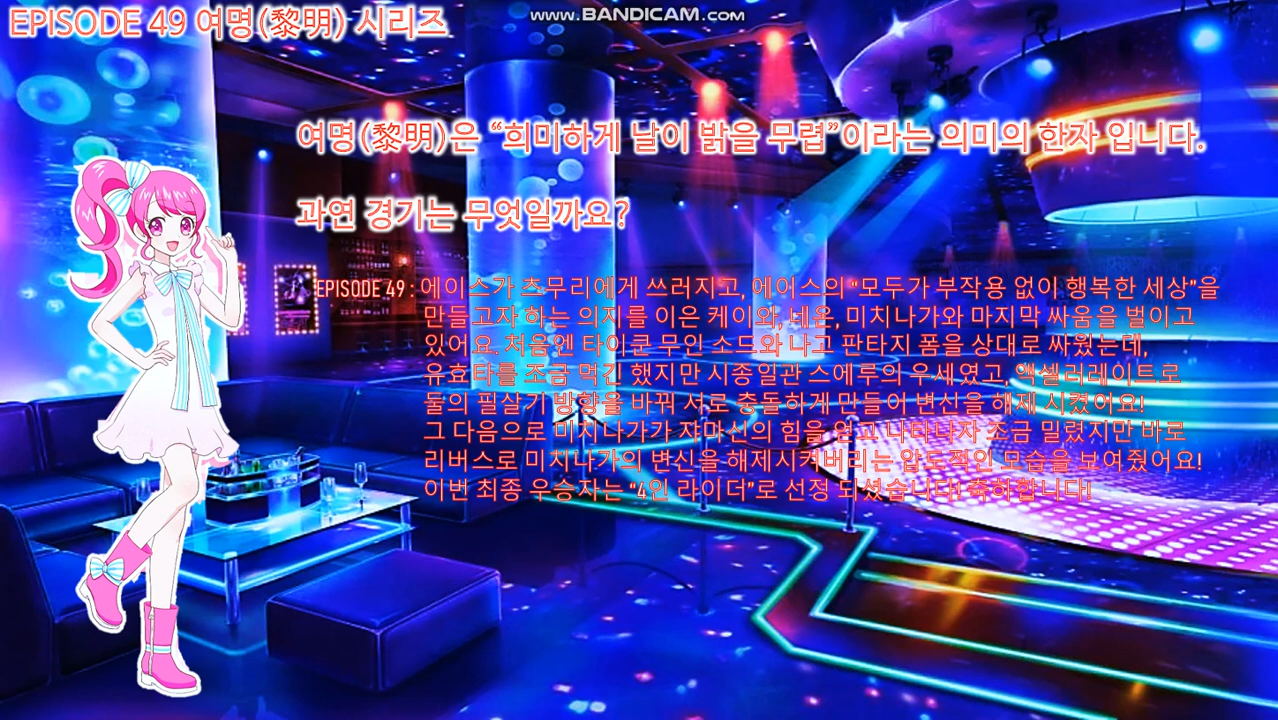 EPISODE 49 여명(黎明) 시리즈
www.BANDICAM.com
여명(黎明)은 “희미하게 날이 밝을 무렵”이라는 의미의 한자 입니다.
과연 경기는 무엇일까요?
EPISODE 49 : 에이스가 츠무리에게 쓰러지고, 에이스의 “모두가 부작용 없이 행복한 세상”을
만들고자 하는 의지를 이은 케이와, 네온, 미치나가와 마지막 싸움을 벌이고
있어요. 처음엔 타이쿤 무인 소드와 나고 판타지 폼을 상대로 싸웠는데,
유효타를 조금 먹긴 했지만 시종일관 스에루의 우세였고, 액셀러레이트로
둘의 필살기 방향을 바꿔 서로 충돌하게 만들어 변신을 해제 시켰어요!
그 다음으로 미치나가가 쟈마신의 힘을 얻고 나타나자 조금 밀렸지만 바로
리버스로 미치나가의 변신을 해제시켜버리는 압도적인 모습을 보여줬어요!
이번 최종 우승자는 “4인 라이더”로 선정 되셨습니다! 축하합니다!